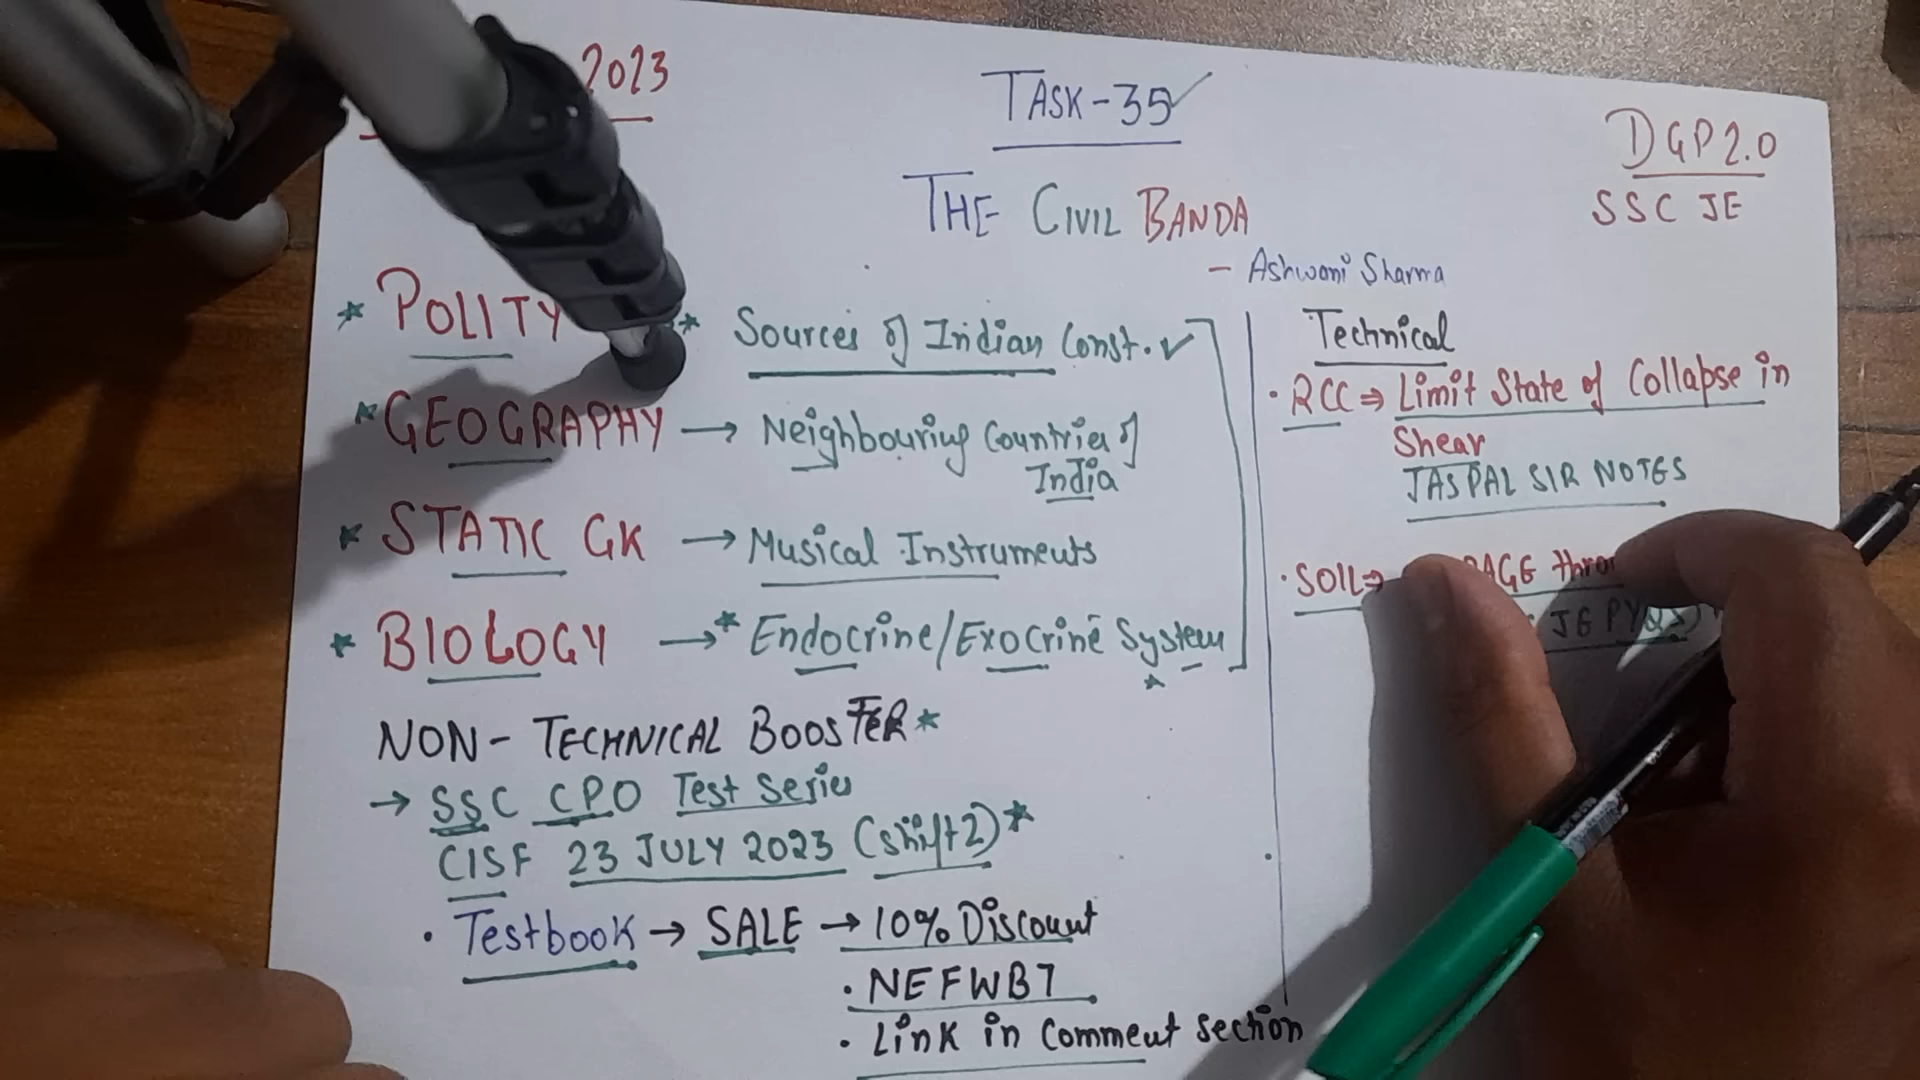 2023
TASK-35
DGP2.0
SSC JE
THE CIVIL BANDA
- Ashwani Sharma
* POLITY * Sources of Indian Const.
* GEOGRAPHY → Neighbouring Countries of
India
* STATIC GK → Musical Instruments
* BIOLOGY → * Endocrine/Exocrine System
*
NON-TECHNICAL BOOSTER *
→ SSC CPO Test Series
CISF 23 JULY 2023 (shift 2) *
• Testbook → SALE → 10% Discount
• NEFWB7
• Link in Comment section
Technical
• RCC ⇒ Limit State of Collapse in
Shear
JASPAL SIR NOTES
• SOIL ⇒
JE PYQS)